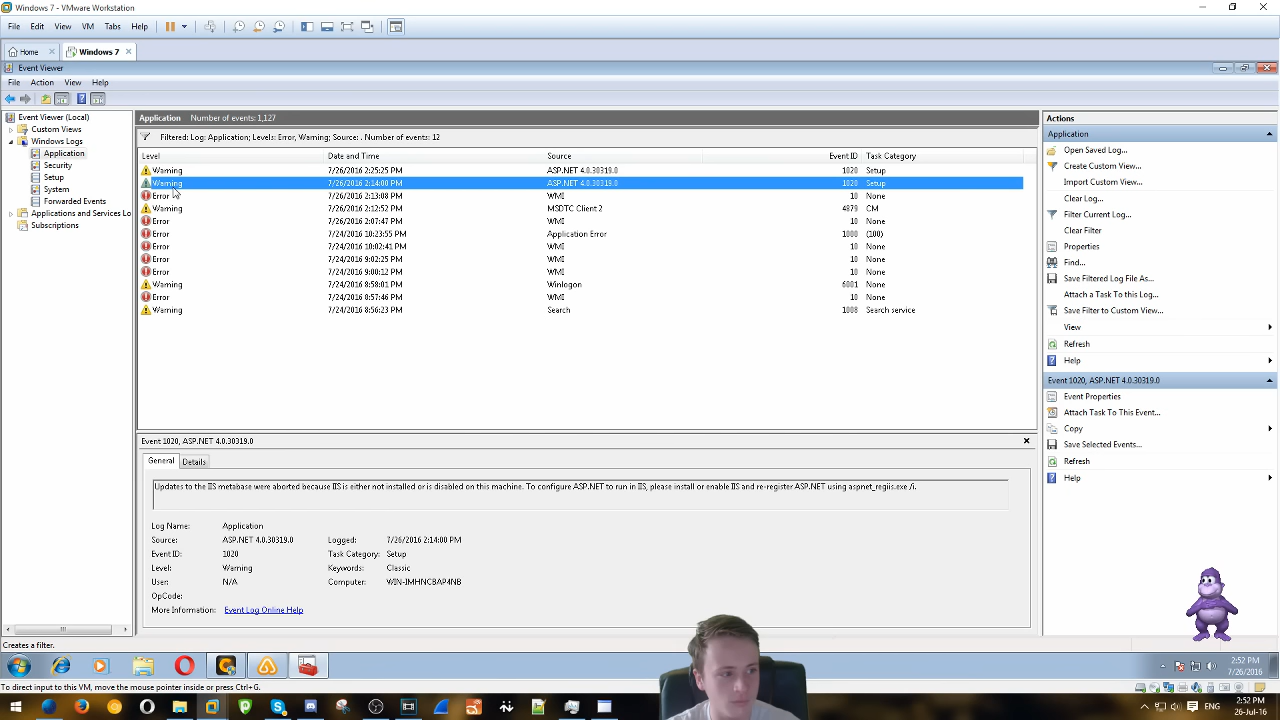 Windows 7 - VMware Workstation
File Edit View VM Tabs Help
Home Windows 7
Event Viewer
File Action View Help
Event Viewer (Local)
Custom Views
Windows Logs
Application
Security
Setup
System
Forwarded Events
Applications and Services Lo
Subscriptions
Application Number of events: 1,127
Filtered: Log: Application; Levels: Error, Warning; Source: . Number of events: 12
Level Date and Time Source Event ID Task Category
Warning 7/26/2016 2:25:25 PM ASP.NET 4.0.30319.0 1020 Setup
Warning 7/26/2016 2:14:00 PM ASP.NET 4.0.30319.0 1020 Setup
Error 7/26/2016 2:13:08 PM WMI 10 None
Warning 7/26/2016 2:12:52 PM MSDTC Client 2 4879 CM
Error 7/26/2016 2:07:47 PM WMI 10 None
Error 7/24/2016 10:23:55 PM Application Error 1000 (100)
Error 7/24/2016 10:02:41 PM WMI 10 None
Error 7/24/2016 9:02:25 PM WMI 10 None
Error 7/24/2016 9:00:12 PM WMI 10 None
Warning 7/24/2016 8:58:01 PM Winlogon 6001 None
Error 7/24/2016 8:57:46 PM WMI 10 None
Warning 7/24/2016 8:56:23 PM Search 1008 Search service
Event 1020, ASP.NET 4.0.30319.0
General Details
Updates to the IIS metabase were aborted because IIS is either not installed or is disabled on this machine. To configure ASP.NET to run in IIS, please install or enable IIS and re-register ASP.NET using aspnet_regiis.exe /i.
Log Name: Application
Source: ASP.NET 4.0.30319.0 Logged: 7/26/2016 2:14:00 PM
Event ID: 1020 Task Category: Setup
Level: Warning Keywords: Classic
User: N/A Computer: WIN-IMHNCBAP4NB
OpCode:
More Information: Event Log Online Help
Actions
Application
Open Saved Log...
Create Custom View...
Import Custom View...
Clear Log...
Filter Current Log...
Clear Filter
Properties
Find...
Save Filtered Log File As...
Attach a Task To this Log...
Save Filter to Custom View...
View
Refresh
Help
Event 1020, ASP.NET 4.0.30319.0
Event Properties
Attach Task To This Event...
Copy
Save Selected Events...
Refresh
Help
Creates a filter.
2:52 PM
7/26/2016
To direct input to this VM, move the mouse pointer inside or press Ctrl+G.
ENG
2:52 PM
26-Jul-16